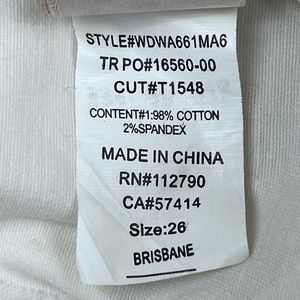 STYLE#WDWA661MA6
TR PO#16560-00
CUT#T1548
CONTENT#1:98% COTTON
2%SPANDEX
MADE IN CHINA
RN#112790
CA#57414
Size:26
BRISBANE